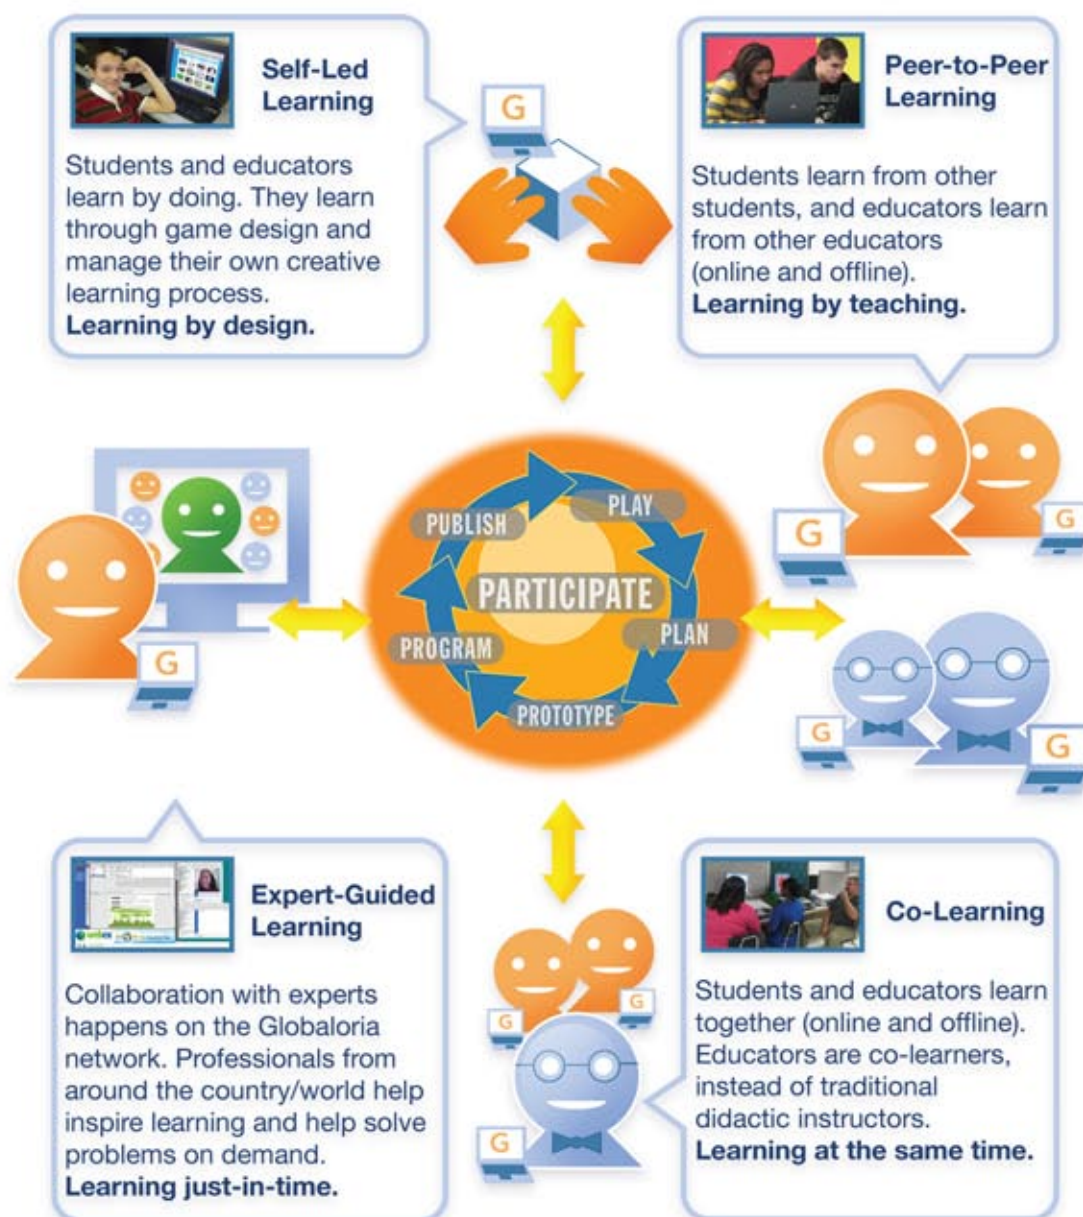 Self-Led
Learning
Students and educators
learn by doing. They learn
through game design and
manage their own creative
learning process.
Learning by design.
G
Peer-to-Peer
Learning
Students learn from other
students, and educators learn
from other educators
(online and offline).
Learning by teaching.
PUBLISH
PLAY
PARTICIPATE
PROGRAM
PLAN
PROTOTYPE
G
G
G
G
G
Expert-Guided
Learning
Collaboration with experts
happens on the Globaloria
network. Professionals from
around the country/world help
inspire learning and help solve
problems on demand.
Learning just-in-time.
G
G
G
Co-Learning
Students and educators learn
together (online and offline).
Educators are co-learners,
instead of traditional
didactic instructors.
Learning at the same time.